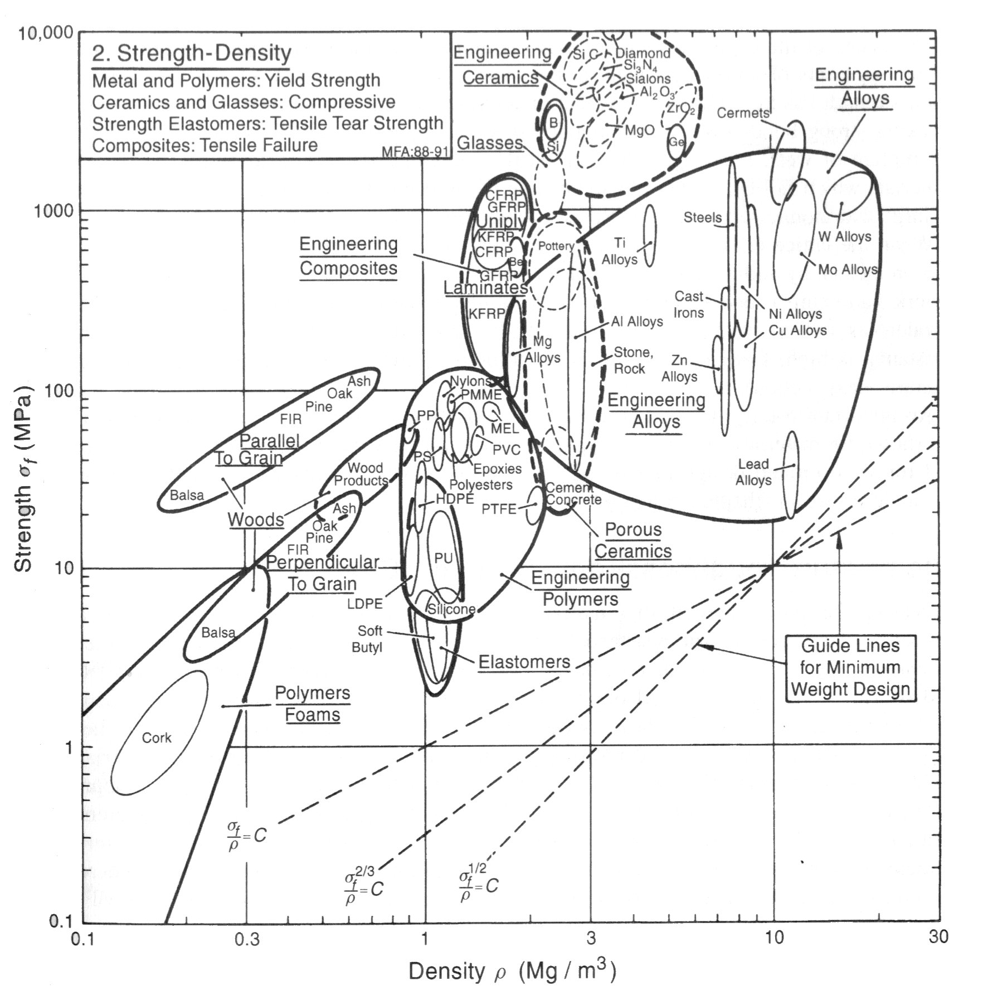 10,000
2. Strength-Density
Metal and Polymers: Yield Strength
Ceramics and Glasses: Compressive
Strength Elastomers: Tensile Tear Strength
Composites: Tensile Failure
MFA:88-91
Engineering
Ceramics
Si C
Diamond
Si₃N₄
Sialons
Al₂O₃
ZrO₂
MgO
B
Si
Ge
Glasses
Cermets
Engineering
Alloys
1000
CFRP
GFRP
Uniply
KFRP
CFRP
Be
GFRP
Laminates
KFRP
Engineering
Composites
Pottery
Ti
Alloys
Steels
W Alloys
Mo Alloys
Cast
Irons
Ni Alloys
Cu Alloys
Al Alloys
Mg
Alloys
Stone,
Rock
Zn
Alloys
Engineering
Alloys
100
Ash
Oak
Pine
FIR
Parallel
To Grain
Balsa
Nylons
PMME
PP
MEL
PVC
PS
Epoxies
Polyesters
HDPE
PTFE
Cement
Concrete
Lead
Alloys
Wood
Products
Woods
Ash
Oak
Pine
FIR
Perpendicular
To Grain
Balsa
Porous
Ceramics
PU
10
LDPE
Engineering
Polymers
Silicone
Soft
Butyl
Elastomers
Guide Lines
for Minimum
Weight Design
Polymers
Foams
Cork
1
σf/ρ = C
σf^2/3/ρ = C
σf^1/2/ρ = C
0.1
Strength σf (MPa)
0.1 0.3 1 3 10 30
Density ρ (Mg / m³)